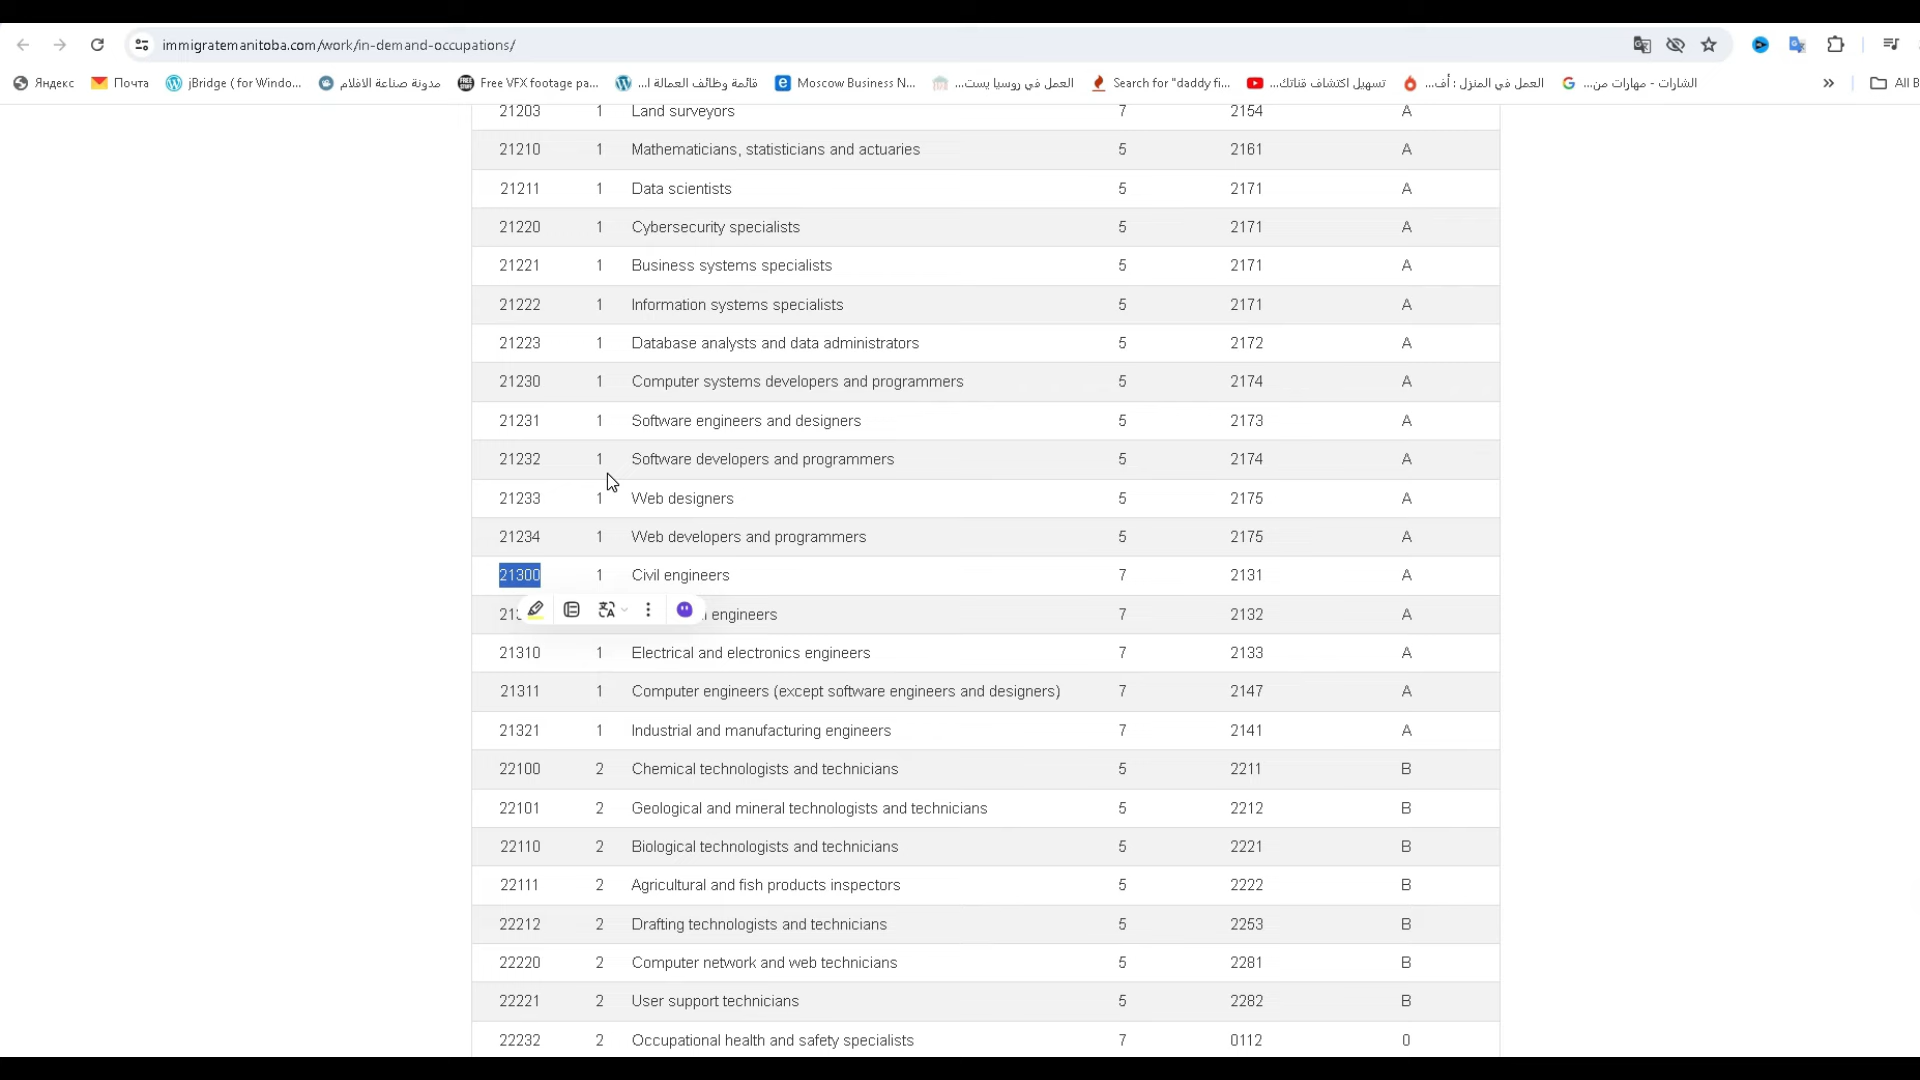 immigratemanitoba.com/work/in-demand-occupations/
Яндекс Почта jBridge ( for Windo... مدونة صناعة الافلام Free VFX footage pa... قائمة وظائف العمالة ا... Moscow Business N... العمل في روسيا يست... Search for "daddy fi... تسهيل اكتشاف قناتك... العمل في المنزل : أف... الشارات - مهارات من... » All B
21203 1 Land surveyors 7 2154 A
21210 1 Mathematicians, statisticians and actuaries 5 2161 A
21211 1 Data scientists 5 2171 A
21220 1 Cybersecurity specialists 5 2171 A
21221 1 Business systems specialists 5 2171 A
21222 1 Information systems specialists 5 2171 A
21223 1 Database analysts and data administrators 5 2172 A
21230 1 Computer systems developers and programmers 5 2174 A
21231 1 Software engineers and designers 5 2173 A
21232 1 Software developers and programmers 5 2174 A
21233 1 Web designers 5 2175 A
21234 1 Web developers and programmers 5 2175 A
21300 1 Civil engineers 7 2131 A
engineers 7 2132 A
21310 1 Electrical and electronics engineers 7 2133 A
21311 1 Computer engineers (except software engineers and designers) 7 2147 A
21321 1 Industrial and manufacturing engineers 7 2141 A
22100 2 Chemical technologists and technicians 5 2211 B
22101 2 Geological and mineral technologists and technicians 5 2212 B
22110 2 Biological technologists and technicians 5 2221 B
22111 2 Agricultural and fish products inspectors 5 2222 B
22212 2 Drafting technologists and technicians 5 2253 B
22220 2 Computer network and web technicians 5 2281 B
22221 2 User support technicians 5 2282 B
22232 2 Occupational health and safety specialists 7 0112 0